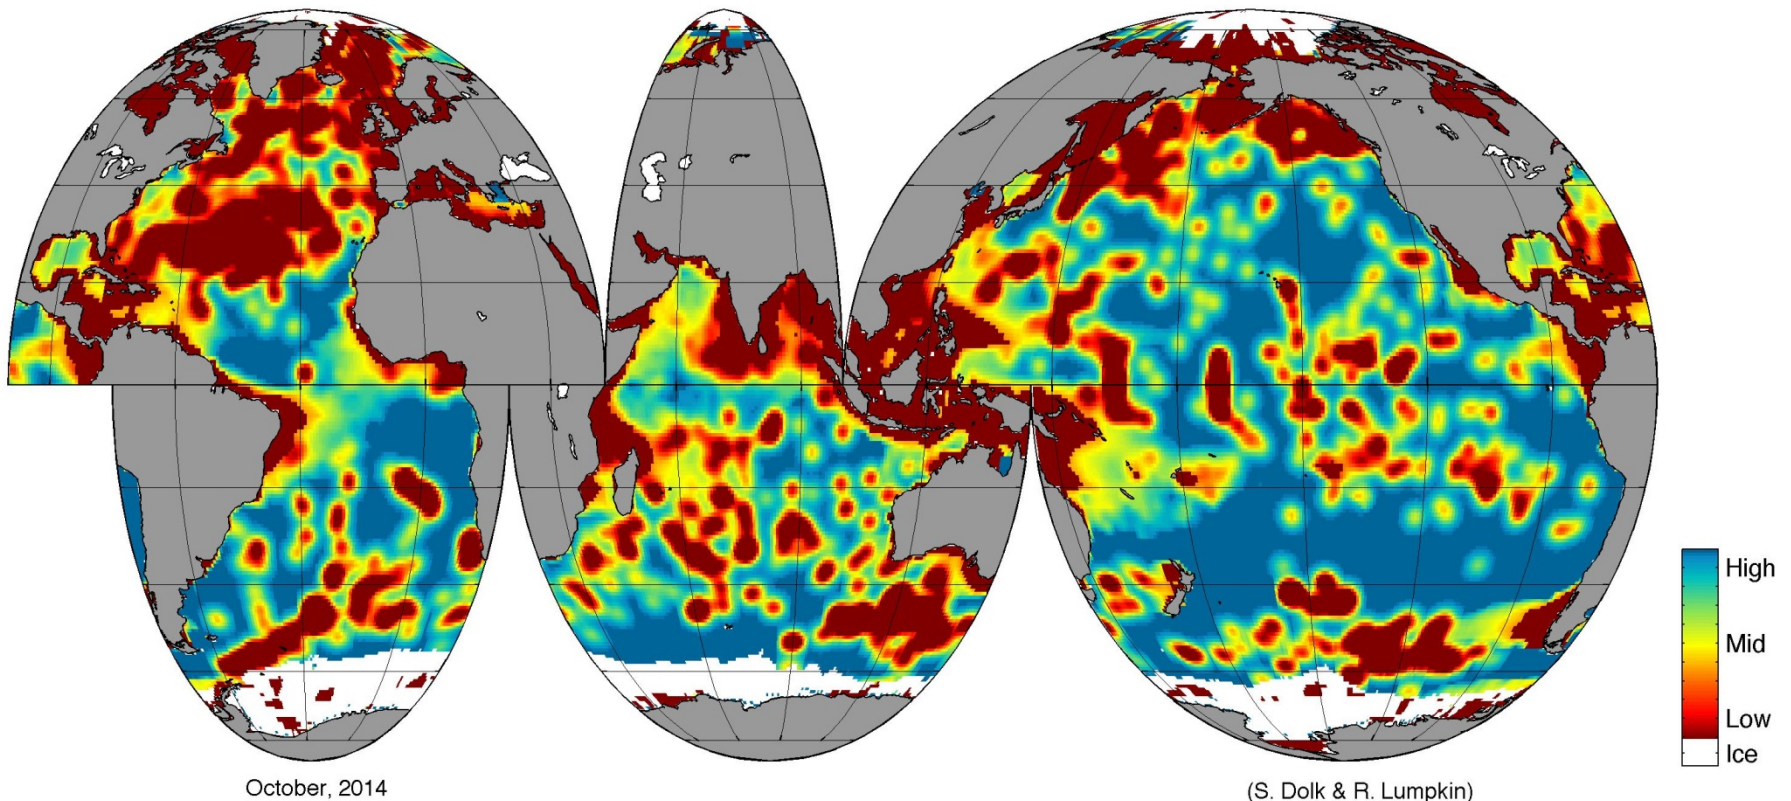 High
Mid
Low
Ice
October, 2014
(S. Dolk & R. Lumpkin)